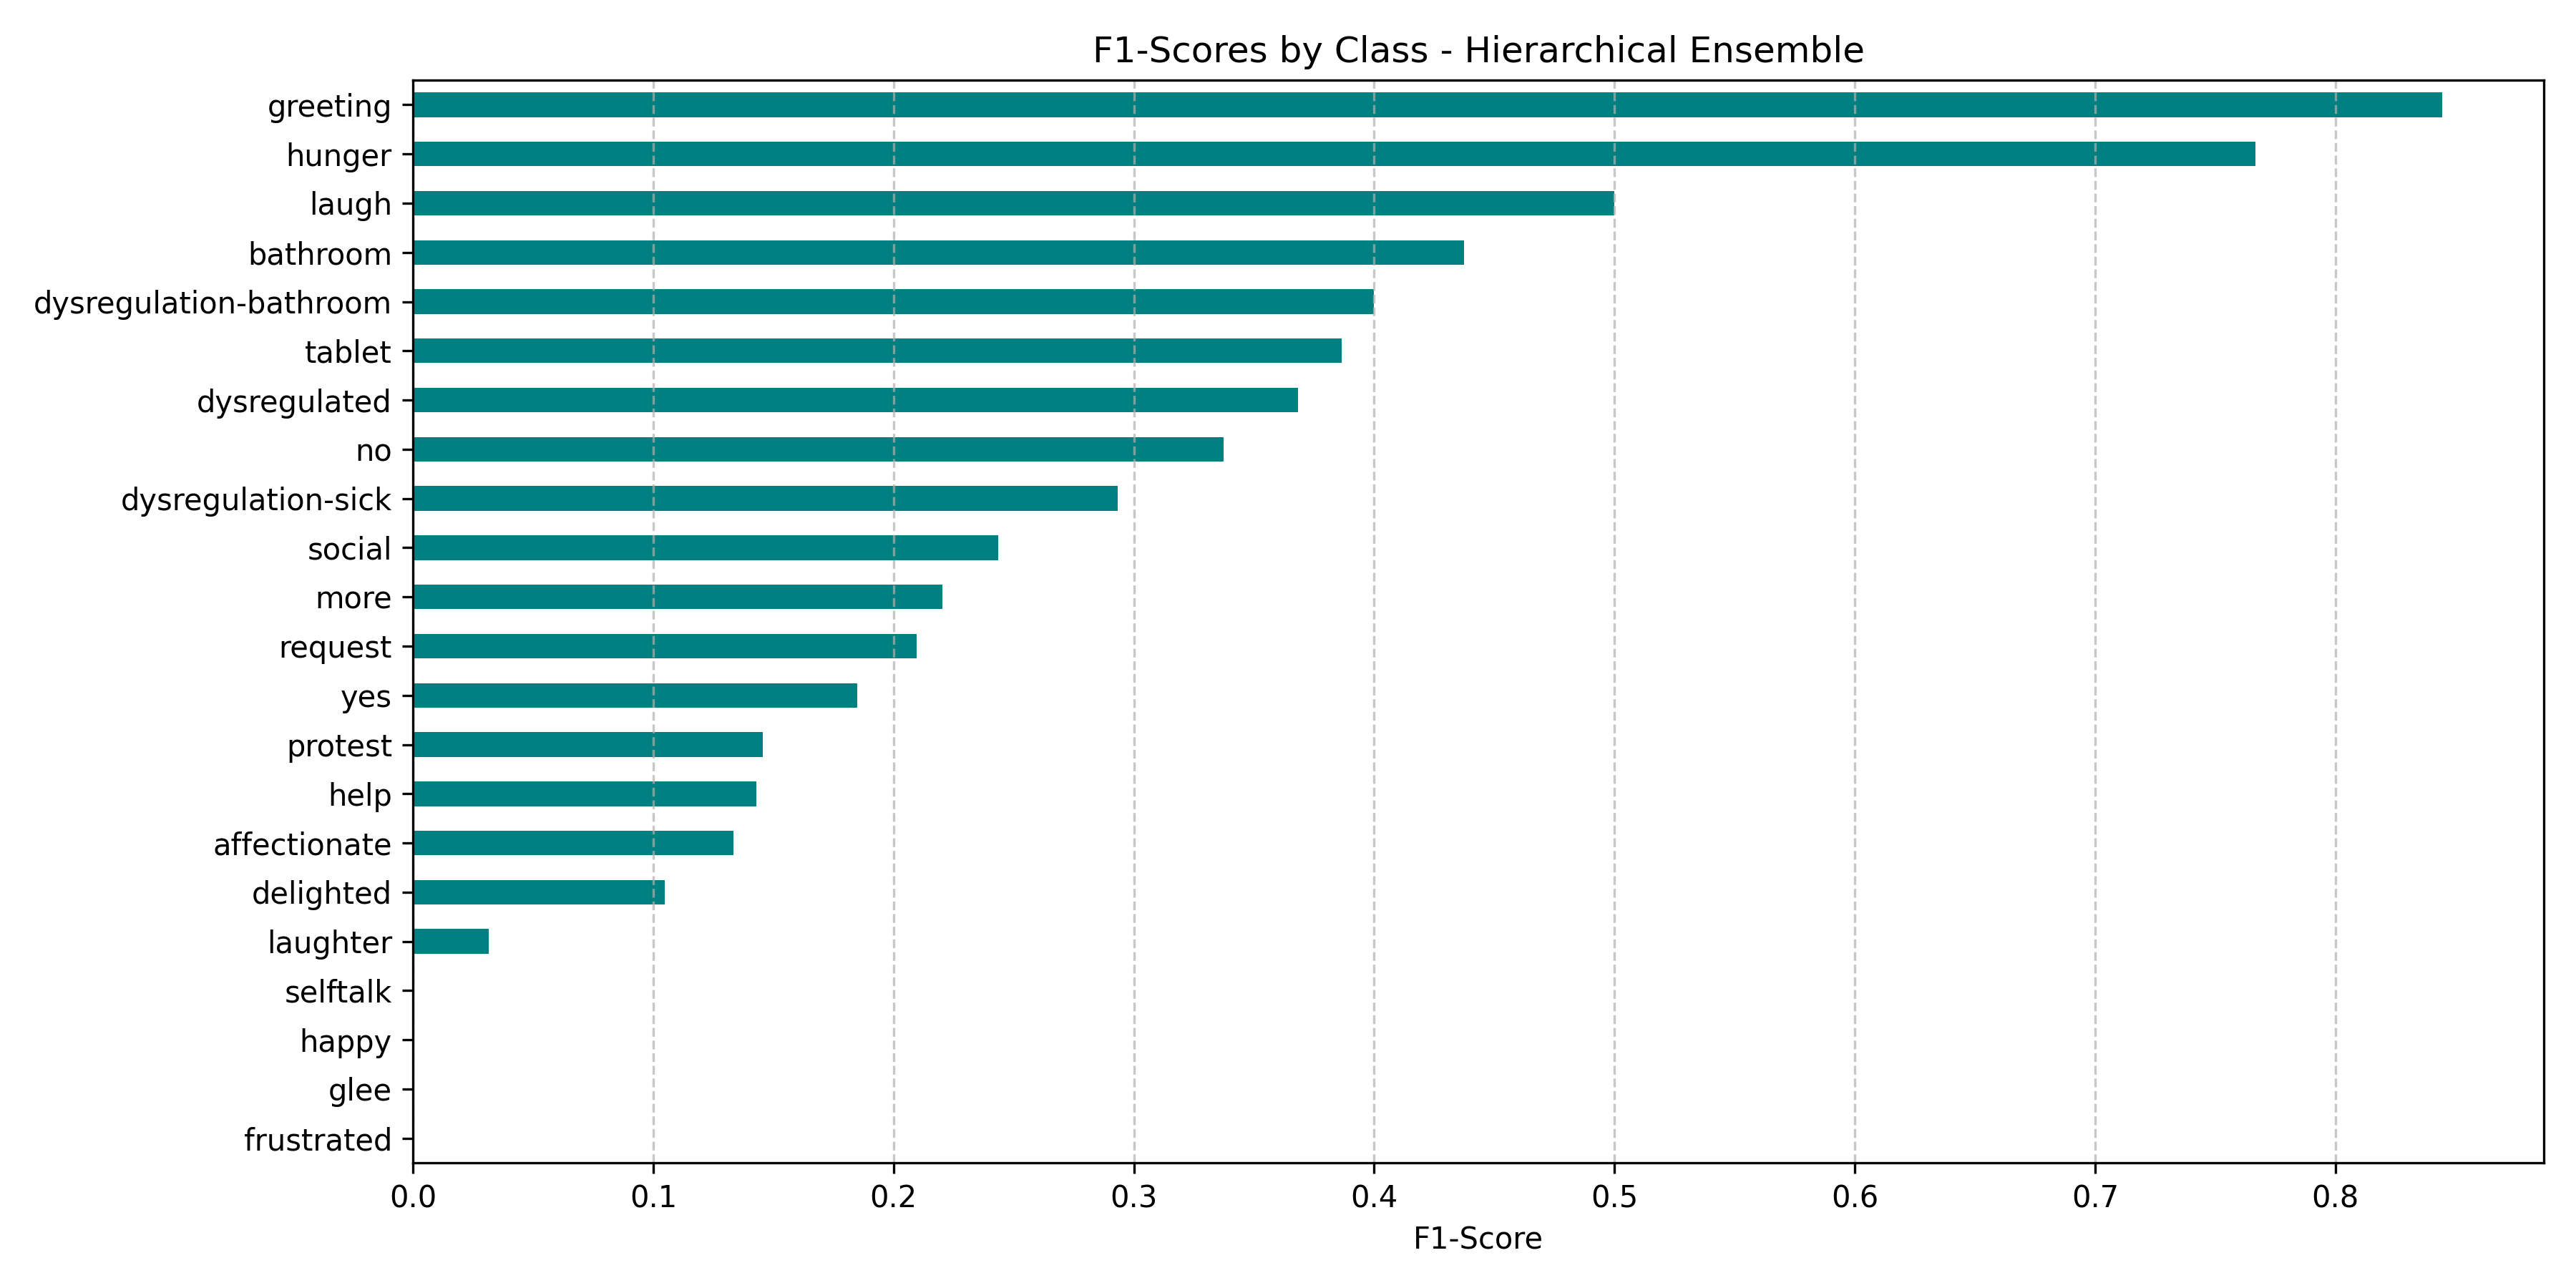 F1-Scores by Class - Hierarchical Ensemble
greeting
hunger
laugh
bathroom
dysregulation-bathroom
tablet
dysregulated
no
dysregulation-sick
social
more
request
yes
protest
help
affectionate
delighted
laughter
selftalk
happy
glee
frustrated
0.0 0.1 0.2 0.3 0.4 0.5 0.6 0.7 0.8
F1-Score